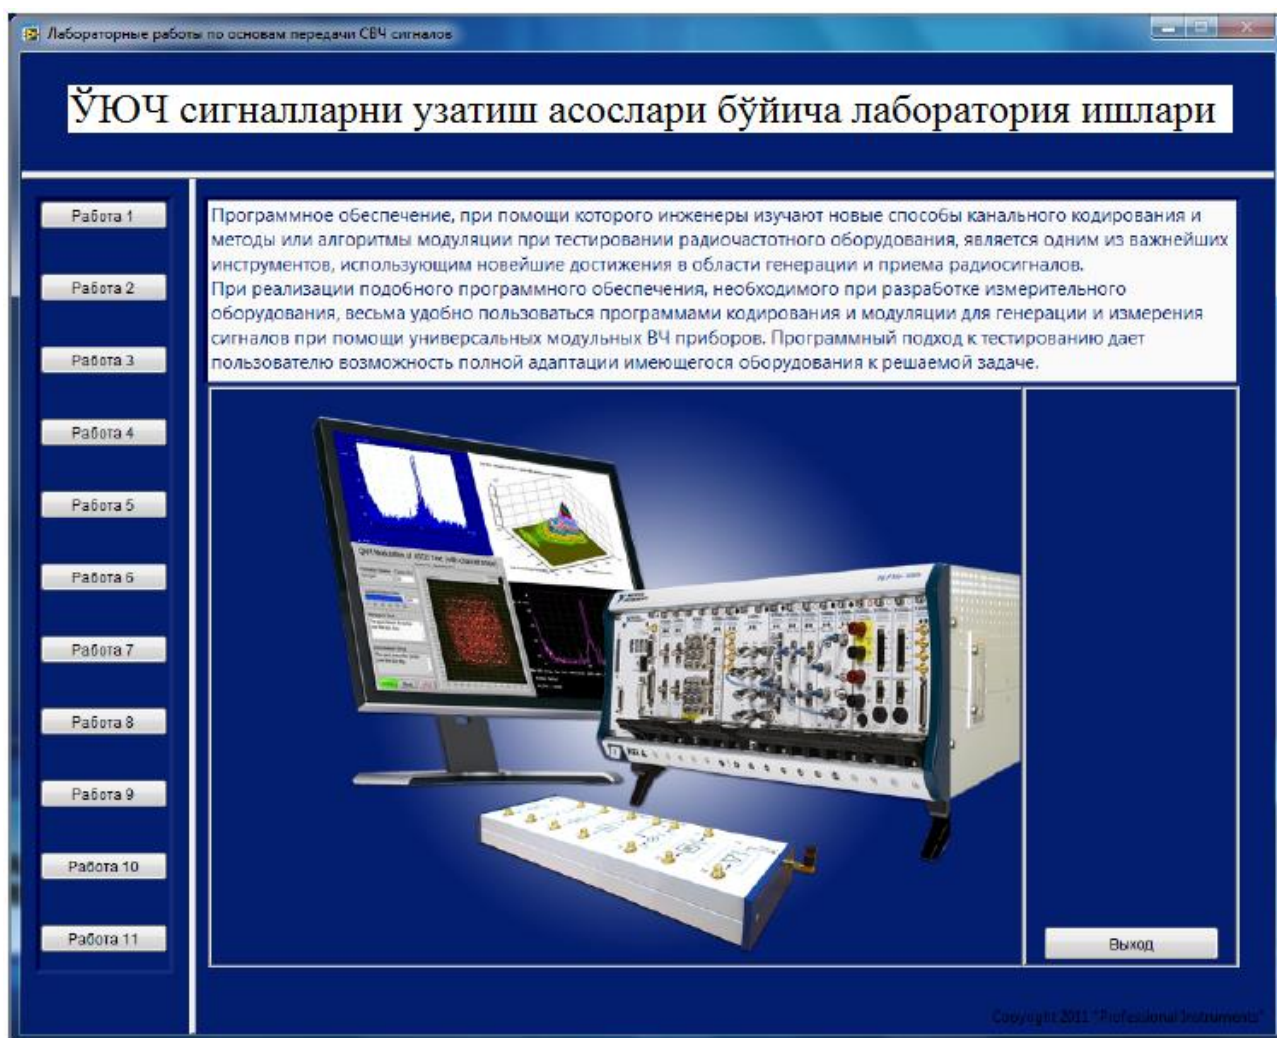 Лабораторные работы по основам передачи СВЧ сигналов
ЎЮЧ сигналларни узатиш асослари бўйича лаборатория ишлари
Работа 1
Работа 2
Работа 3
Работа 4
Работа 5
Работа 6
Работа 7
Работа 8
Работа 9
Работа 10
Работа 11
Программное обеспечение, при помощи которого инженеры изучают новые способы канального кодирования и
методы или алгоритмы модуляции при тестировании радиочастотного оборудования, является одним из важнейших
инструментов, использующим новейшие достижения в области генерации и приема радиосигналов.
При реализации подобного программного обеспечения, необходимого при разработке измерительного
оборудования, весьма удобно пользоваться программами кодирования и модуляции для генерации и измерения
сигналов при помощи универсальных модульных ВЧ приборов. Программный подход к тестированию дает
пользователю возможность полной адаптации имеющегося оборудования к решаемой задаче.
Выход
Copyright 2011 "Professional Instruments"